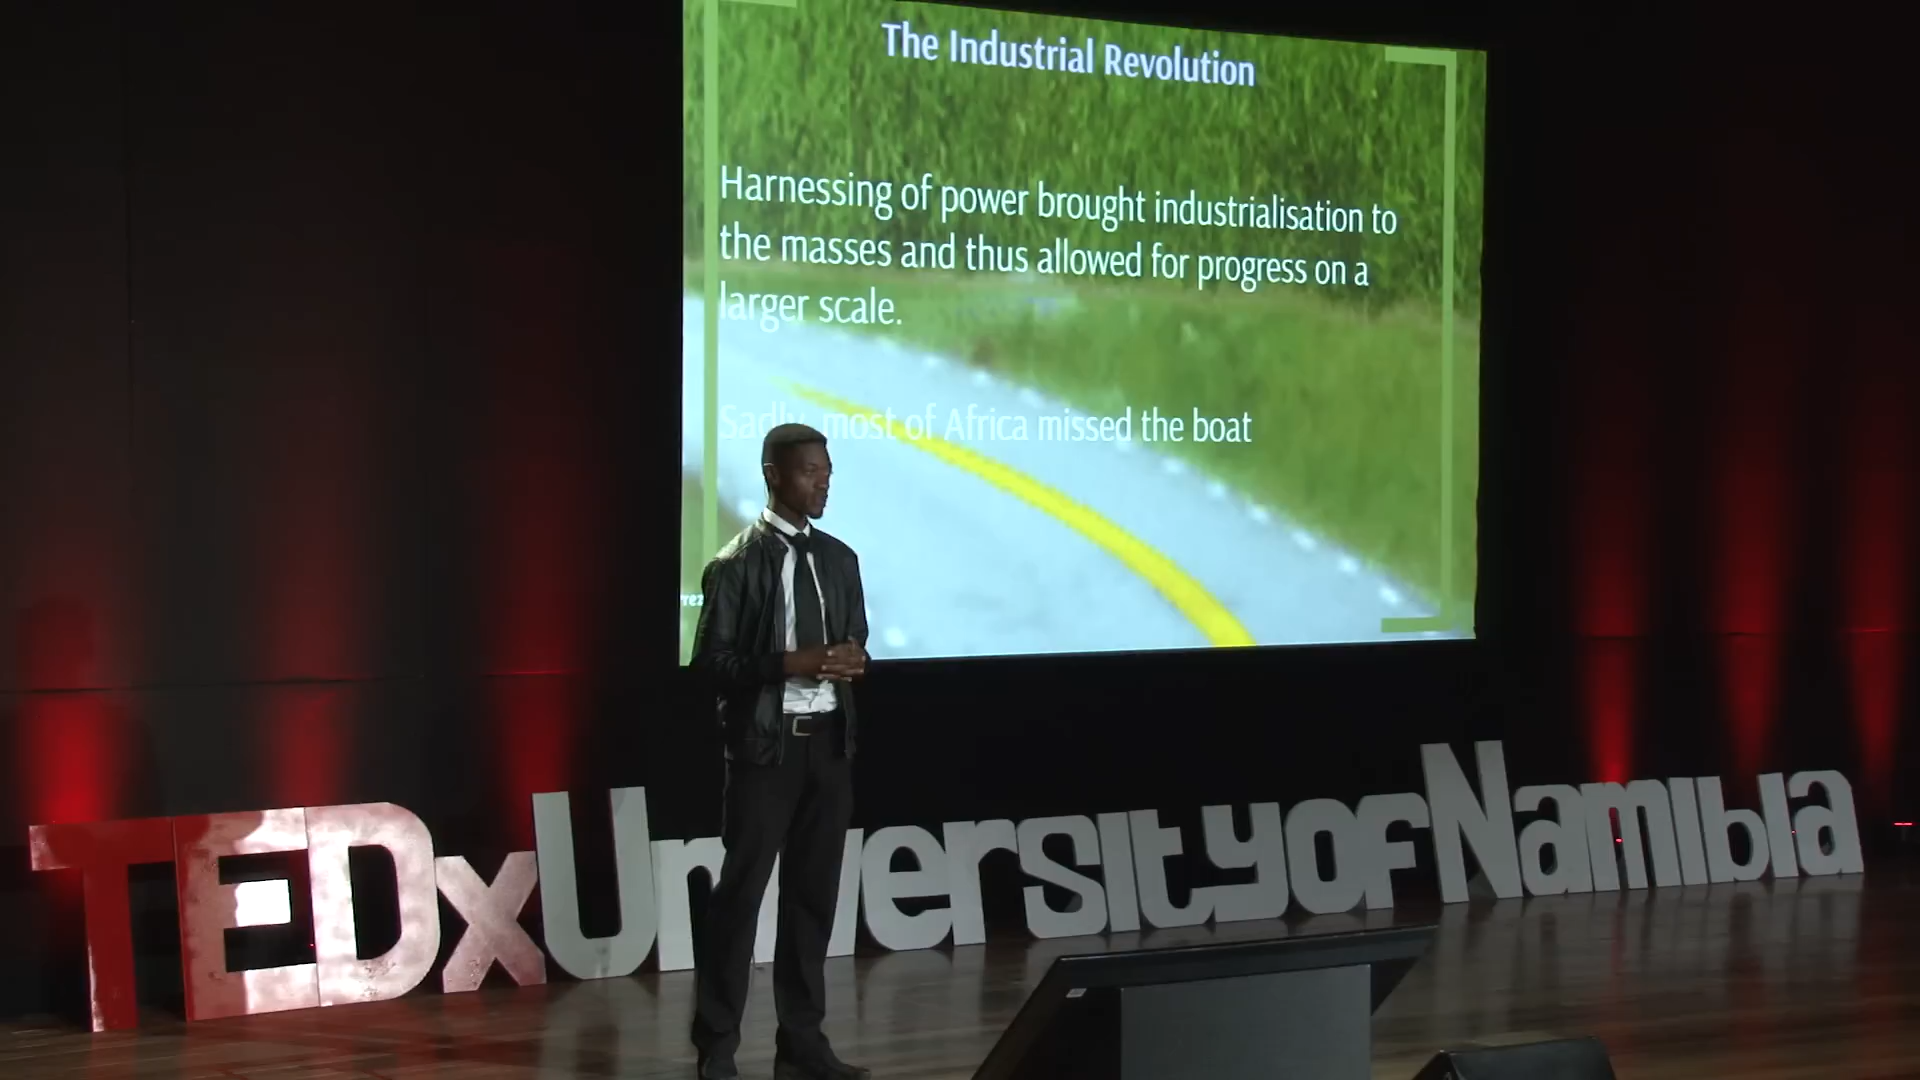 The Industrial Revolution
Harnessing of power brought industrialisation to
the masses and thus allowed for progress on a
larger scale.
Sadly, most of Africa missed the boat
TEDxUniversityofNamibia